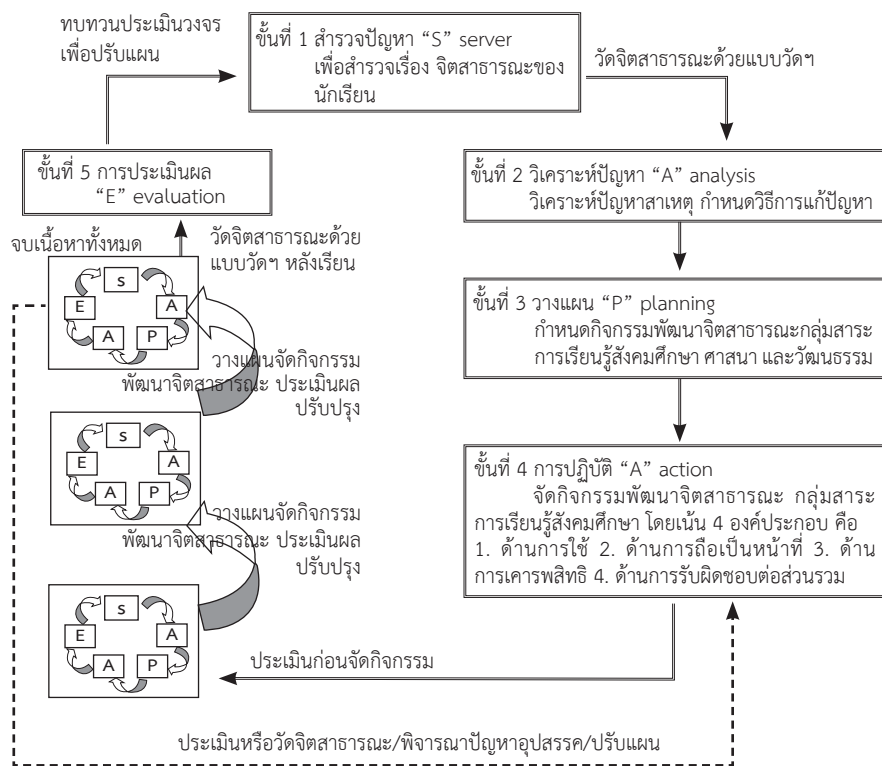 ทบทวนประเมินวงจร
เพื่อปรับแผน
ขั้นที่ 1 สำรวจปัญหา “S” server
เพื่อสำรวจเรื่อง จิตสาธารณะของ
นักเรียน
วัดจิตสาธารณะด้วยแบบวัดฯ
ขั้นที่ 5 การประเมินผล
“E” evaluation
ขั้นที่ 2 วิเคราะห์ปัญหา “A” analysis
วิเคราะห์ปัญหาสาเหตุ กำหนดวิธีการแก้ปัญหา
จบเนื้อหาทั้งหมด
วัดจิตสาธารณะด้วย
แบบวัดฯ หลังเรียน
S
E
A
A
P
ขั้นที่ 3 วางแผน “P” planning
กำหนดกิจกรรมพัฒนาจิตสาธารณะกลุ่มสาระ
การเรียนรู้สังคมศึกษา ศาสนา และวัฒนธรรม
วางแผนจัดกิจกรรม
พัฒนาจิตสาธารณะ ประเมินผล
ปรับปรุง
S
E
A
A
P
ขั้นที่ 4 การปฏิบัติ “A” action
จัดกิจกรรมพัฒนาจิตสาธารณะ กลุ่มสาระ
การเรียนรู้สังคมศึกษา โดยเน้น 4 องค์ประกอบ คือ
1. ด้านการใช้ 2. ด้านการถือเป็นหน้าที่ 3. ด้าน
การเคารพสิทธิ 4. ด้านการรับผิดชอบต่อส่วนรวม
วางแผนจัดกิจกรรม
พัฒนาจิตสาธารณะ ประเมินผล
ปรับปรุง
S
E
A
A
P
ประเมินก่อนจัดกิจกรรม
ประเมินหรือวัดจิตสาธารณะ/พิจารณาปัญหาอุปสรรค/ปรับแผน